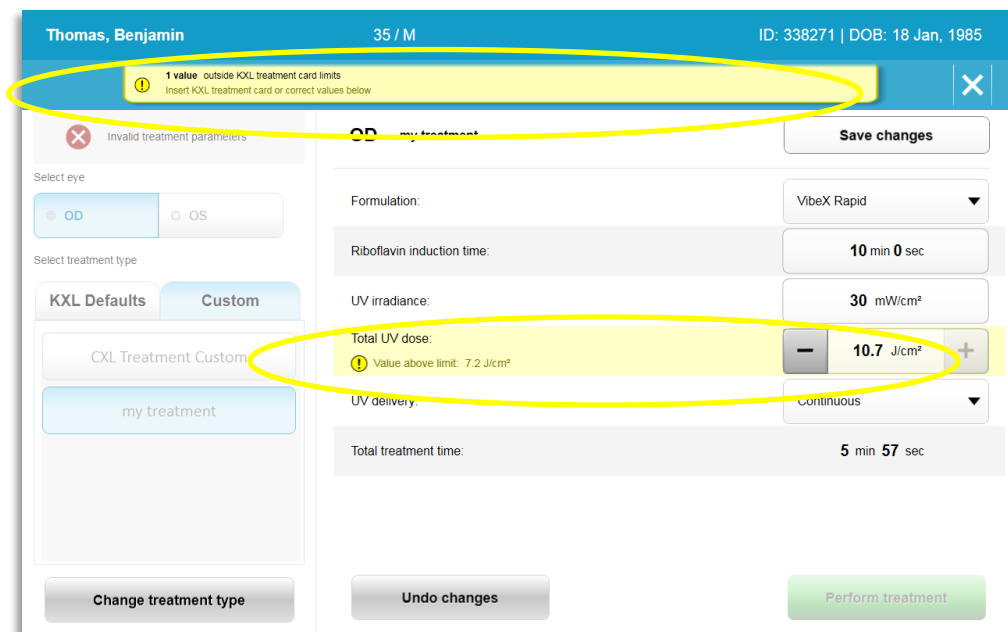 Thomas, Benjamin 35 / M ID: 338271 | DOB: 18 Jan, 1985
1 value outside KXL treatment card limits
Insert KXL treatment card or correct values below
Invalid treatment parameters
OD my treatment
Save changes
Select eye
OD OS
Select treatment type
KXL Defaults Custom
CXL Treatment Custom
my treatment
Change treatment type
Formulation: VibeX Rapid
Riboflavin induction time: 10 min 0 sec
UV irradiance: 30 mW/cm²
Total UV dose: 10.7 J/cm²
Value above limit: 7.2 J/cm²
UV delivery: Continuous
Total treatment time: 5 min 57 sec
Undo changes
Perform treatment